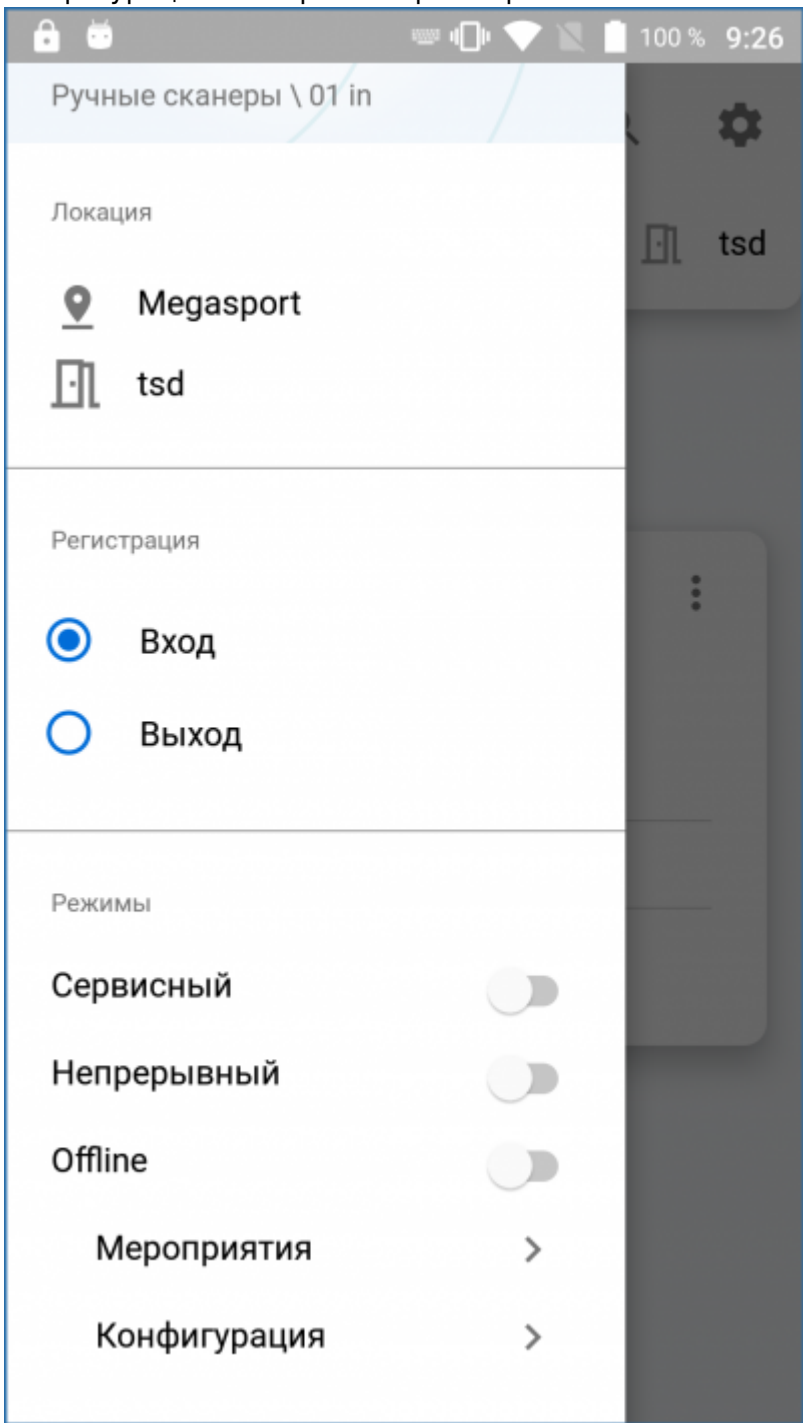 100 % 9:26
Ручные сканеры \ 01 in
Локация
Megasport
tsd
tsd
Регистрация
Вход
Выход
Режимы
Сервисный
Непрерывный
Offline
Мероприятия
Конфигурация